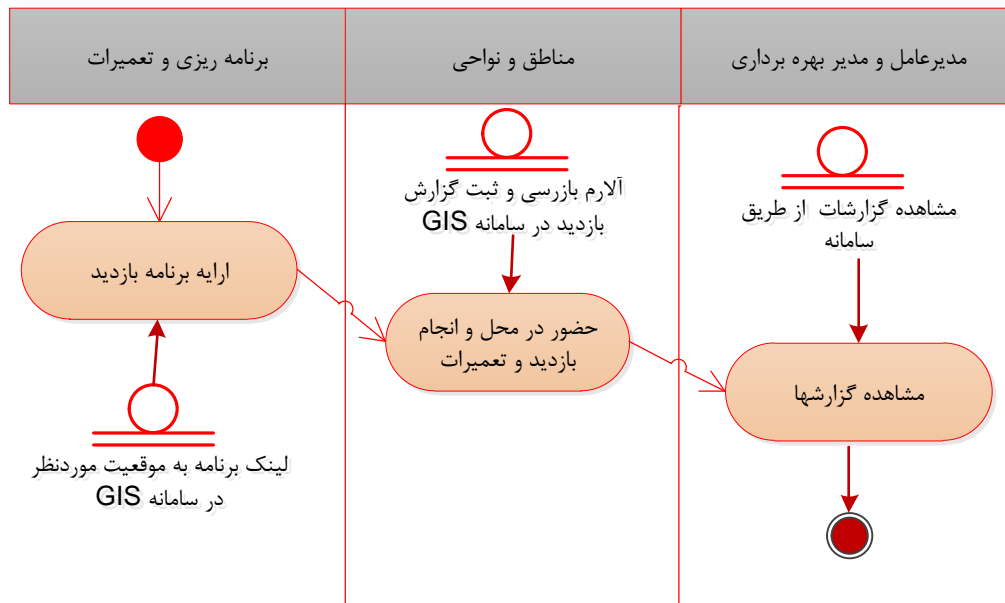 برنامه ریزی و تعمیرات
مناطق و نواحی
مدیرعامل و مدیر بهره برداری
ارایه برنامه بازدید
لینک برنامه به موقعیت موردنظر
در سامانه GIS
آلارم بازرسی و ثبت گزارش
بازدید در سامانه GIS
حضور در محل و انجام
بازدید و تعمیرات
مشاهده گزارشات از طریق
سامانه
مشاهده گزارشها